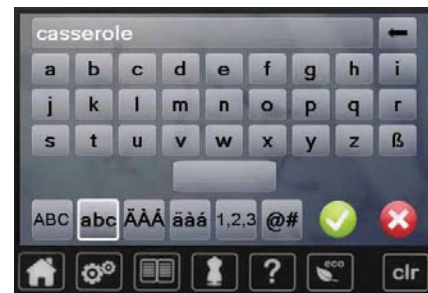 casserole
a b c d e f g h i
j k l m n o p q r
s t u v w x y z ß
ABC abc ÄÀÁ äàá 1,2,3 @#
? eco clr